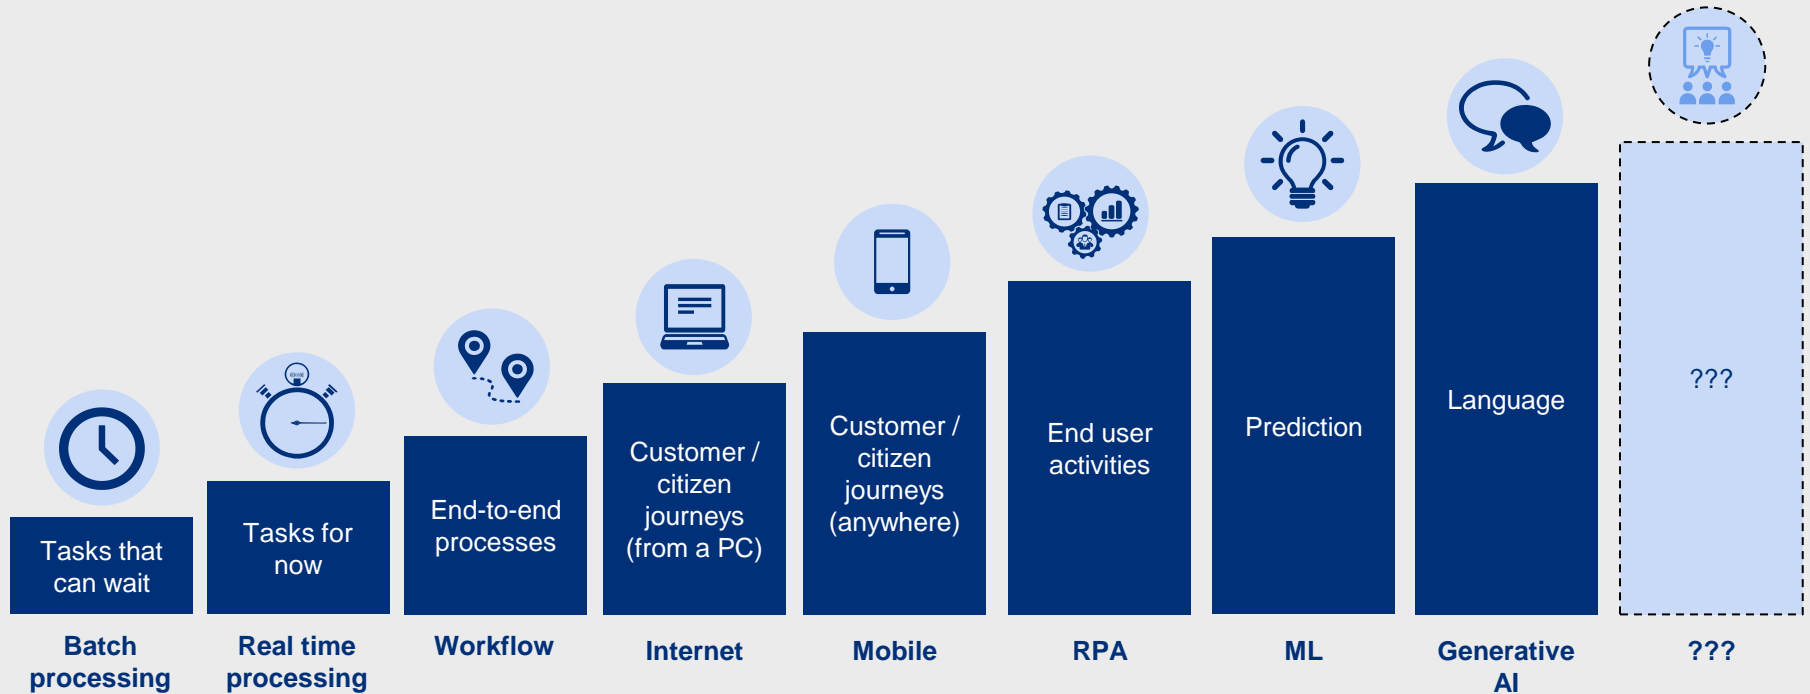 Tasks that
can wait
Batch
processing
Tasks for
now
Real time
processing
End-to-end
processes
Workflow
Customer /
citizen
journeys
(from a PC)
Internet
Customer /
citizen
journeys
(anywhere)
Mobile
End user
activities
RPA
Prediction
ML
Language
Generative
AI
???
???